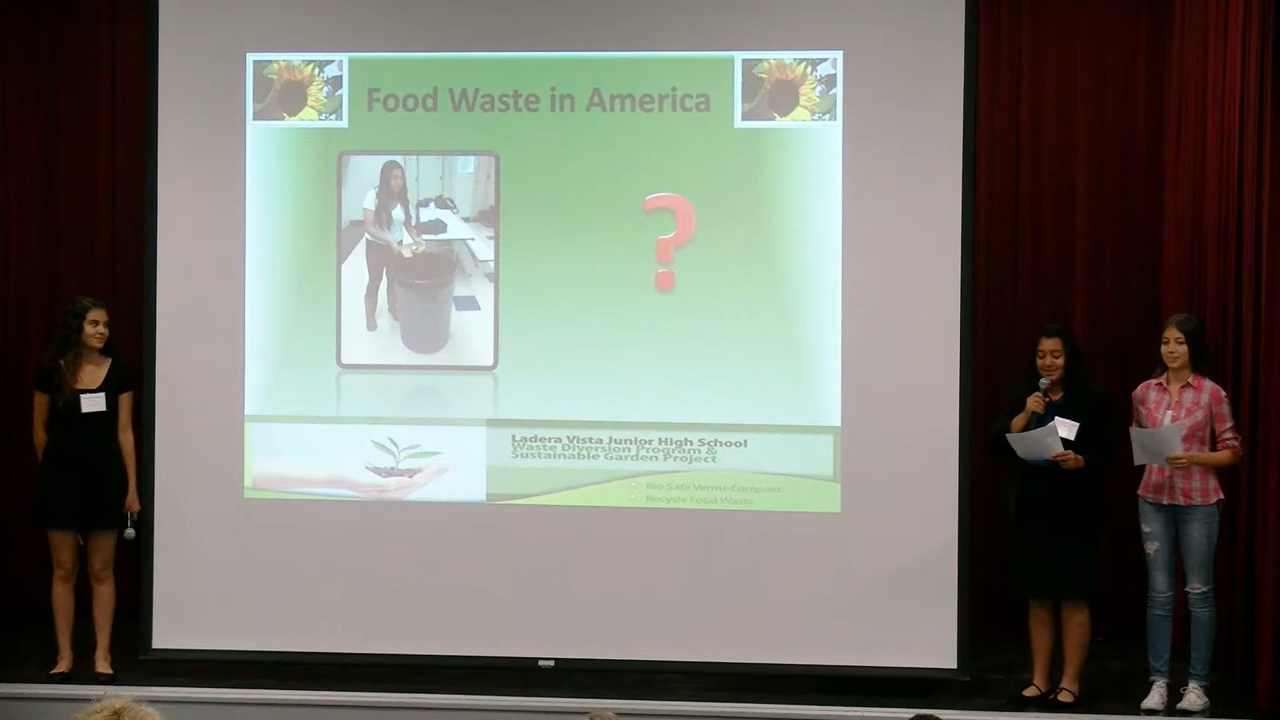 Food Waste in America
?
Ladera Vista Junior High School
Waste Diversion Program &
Sustainable Garden Project
Bio Safe Vermi-Compost
Recycle Food Waste